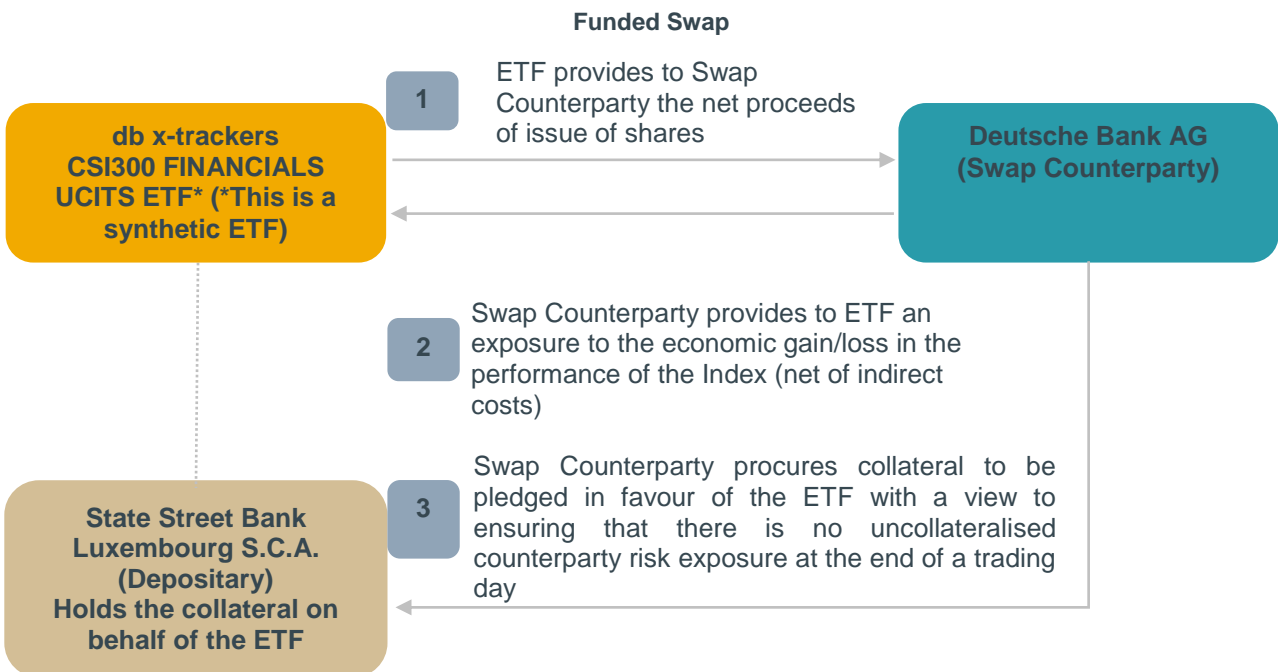 Funded Swap
1
ETF provides to Swap
Counterparty the net proceeds
of issue of shares
db x-trackers
CSI300 FINANCIALS
UCITS ETF* (*This is a
synthetic ETF)
Deutsche Bank AG
(Swap Counterparty)
2
Swap Counterparty provides to ETF an
exposure to the economic gain/loss in the
performance of the Index (net of indirect
costs)
3
Swap Counterparty procures collateral to be
pledged in favour of the ETF with a view to
ensuring that there is no uncollateralised
counterparty risk exposure at the end of a trading
day
State Street Bank
Luxembourg S.C.A.
(Depositary)
Holds the collateral on
behalf of the ETF